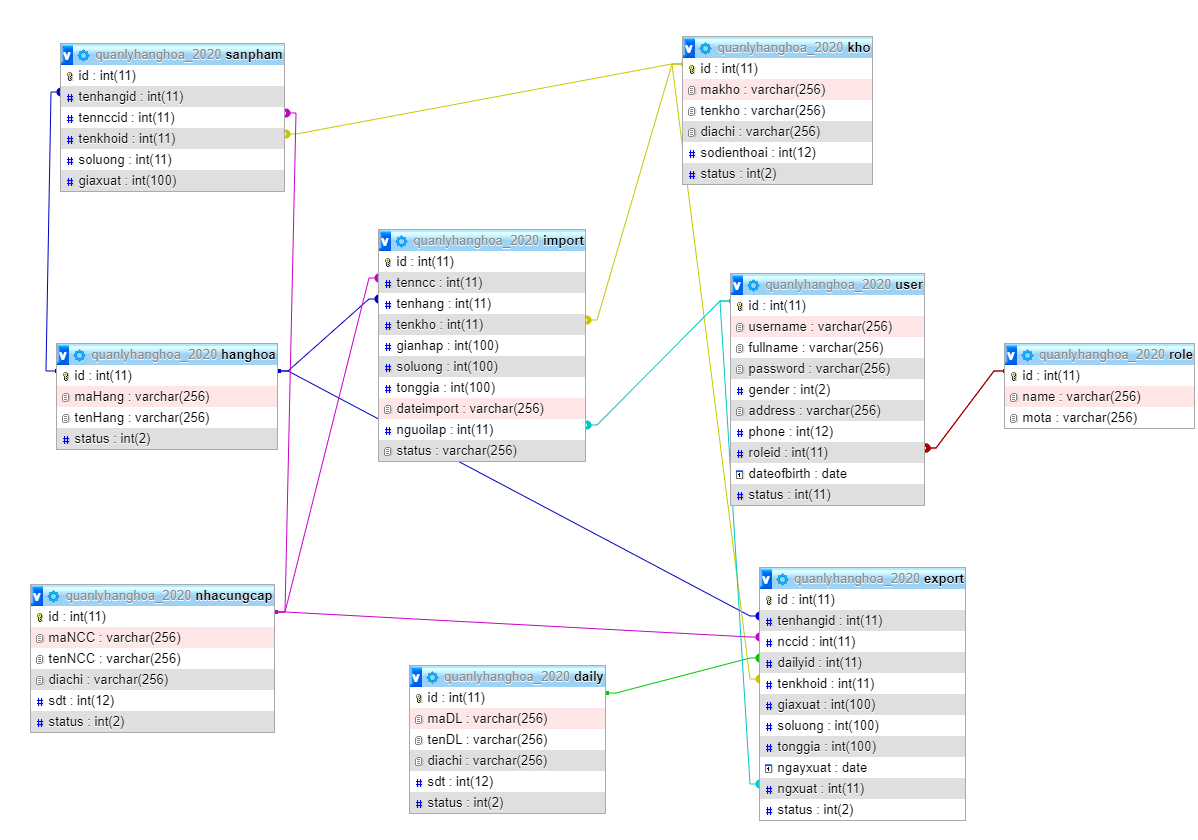 quanlyhanghoa_2020 sanpham
id : int(11)
tenhangid : int(11)
tennccid : int(11)
tenkhoid : int(11)
soluong : int(11)
giaxuat : int(100)
quanlyhanghoa_2020 kho
id : int(11)
makho : varchar(256)
tenkho : varchar(256)
diachi : varchar(256)
sodienthoai : int(12)
status : int(2)
quanlyhanghoa_2020 import
id : int(11)
tenncc : int(11)
tenhang : int(11)
tenkho : int(11)
gianhap : int(100)
soluong : int(100)
tonggia : int(100)
dateimport : varchar(256)
nguoilap : int(11)
status : varchar(256)
quanlyhanghoa_2020 user
id : int(11)
username : varchar(256)
fullname : varchar(256)
password : varchar(256)
gender : int(2)
address : varchar(256)
phone : int(12)
roleid : int(11)
dateofbirth : date
status : int(11)
quanlyhanghoa_2020 role
id : int(11)
name : varchar(256)
mota : varchar(256)
quanlyhanghoa_2020 hanghoa
id : int(11)
maHang : varchar(256)
tenHang : varchar(256)
status : int(2)
quanlyhanghoa_2020 nhacungcap
id : int(11)
maNCC : varchar(256)
tenNCC : varchar(256)
diachi : varchar(256)
sdt : int(12)
status : int(2)
quanlyhanghoa_2020 daily
id : int(11)
maDL : varchar(256)
tenDL : varchar(256)
diachi : varchar(256)
sdt : int(12)
status : int(2)
quanlyhanghoa_2020 export
id : int(11)
tenhangid : int(11)
nccid : int(11)
dailyid : int(11)
tenkhoid : int(11)
giaxuat : int(100)
soluong : int(100)
tonggia : int(100)
ngayxuat : date
ngxuat : int(11)
status : int(2)